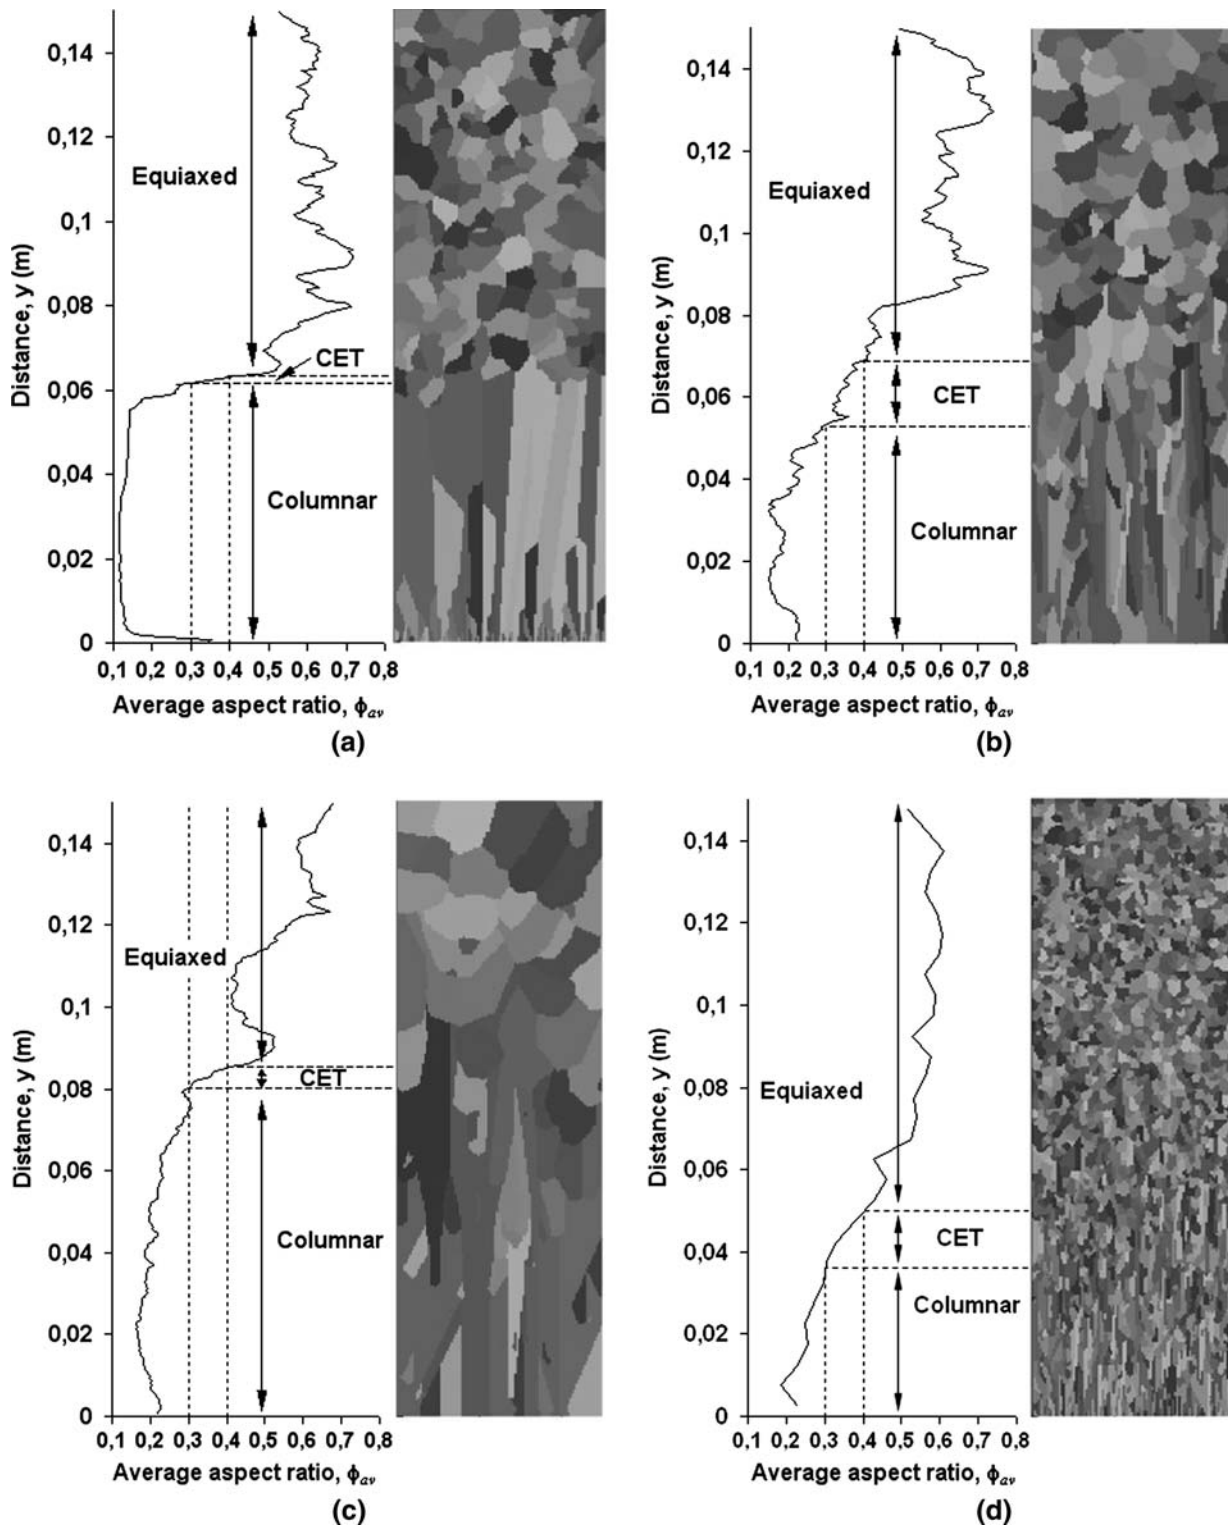 (a)
0,14
0,12
0,1
0,08
0,06
0,04
0,02
0
Distance, y (m)
Equiaxed
CET
Columnar
0,1 0,2 0,3 0,4 0,5 0,6 0,7 0,8
Average aspect ratio, ϕav
(a)
0,14
0,12
0,1
0,08
0,06
0,04
0,02
0
Distance, y (m)
Equiaxed
CET
Columnar
0,1 0,2 0,3 0,4 0,5 0,6 0,7 0,8
Average aspect ratio, ϕav
(b)
0,14
0,12
0,1
0,08
0,06
0,04
0,02
0
Distance, y (m)
Equiaxed
CET
Columnar
0,1 0,2 0,3 0,4 0,5 0,6 0,7 0,8
Average aspect ratio, ϕav
(c)
0,14
0,12
0,1
0,08
0,06
0,04
0,02
0
Distance, y (m)
Equiaxed
CET
Columnar
0,1 0,2 0,3 0,4 0,5 0,6 0,7 0,8
Average aspect ratio, ϕav
(d)